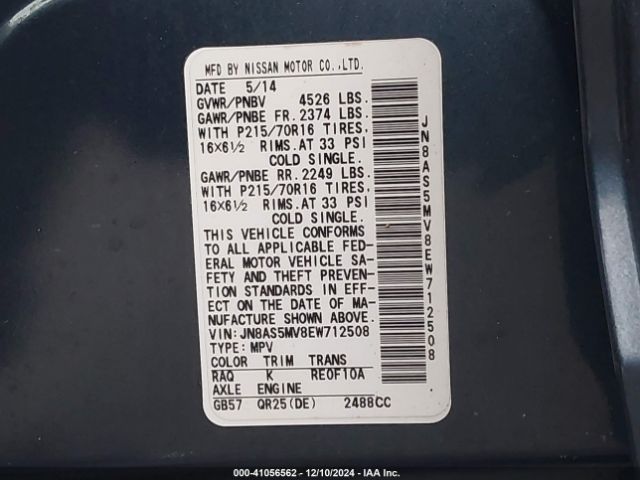 MFD BY NISSAN MOTOR CO.,LTD.
DATE 5/14
GVWR/PNBV 4526 LBS.
GAWR/PNBE FR. 2374 LBS.
WITH P215/70R16 TIRES,
16X6½ RIMS.AT 33 PSI
COLD SINGLE.
GAWR/PNBE RR. 2249 LBS.
WITH P215/70R16 TIRES,
16X6½ RIMS.AT 33 PSI
COLD SINGLE.
THIS VEHICLE CONFORMS
TO ALL APPLICABLE FED-
ERAL MOTOR VEHICLE SA-
FETY AND THEFT PREVEN-
TION STANDARDS IN EFF-
ECT ON THE DATE OF MA-
NUFACTURE SHOWN ABOVE.
VIN:JN8AS5MV8EW712508
TYPE: MPV
COLOR TRIM TRANS
RAQ K RE0F10A
AXLE ENGINE
GB57 QR25(DE) 2488CC
JN8AS5MV8EW712508
000-41056562 – 12/10/2024 – IAA Inc.